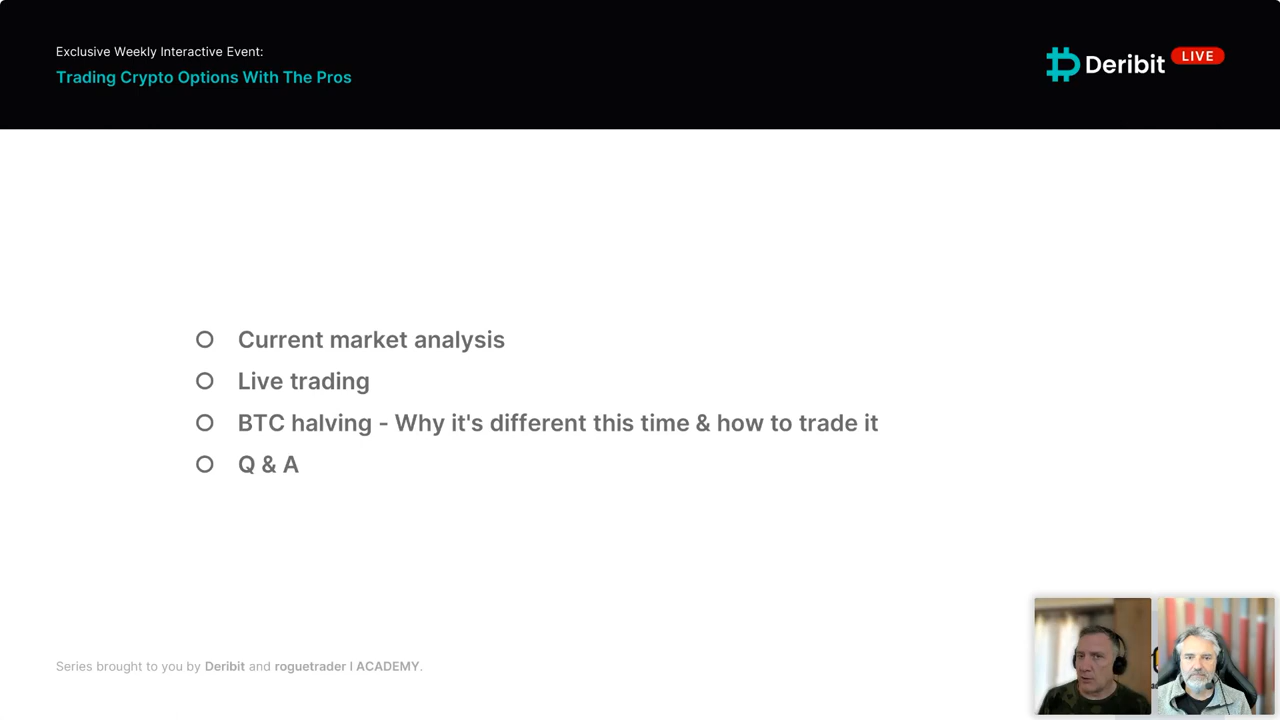 Exclusive Weekly Interactive Event:
Trading Crypto Options With The Pros
Deribit LIVE
Current market analysis
Live trading
BTC halving - Why it's different this time & how to trade it
Q & A
Series brought to you by Deribit and roguetrader I ACADEMY.